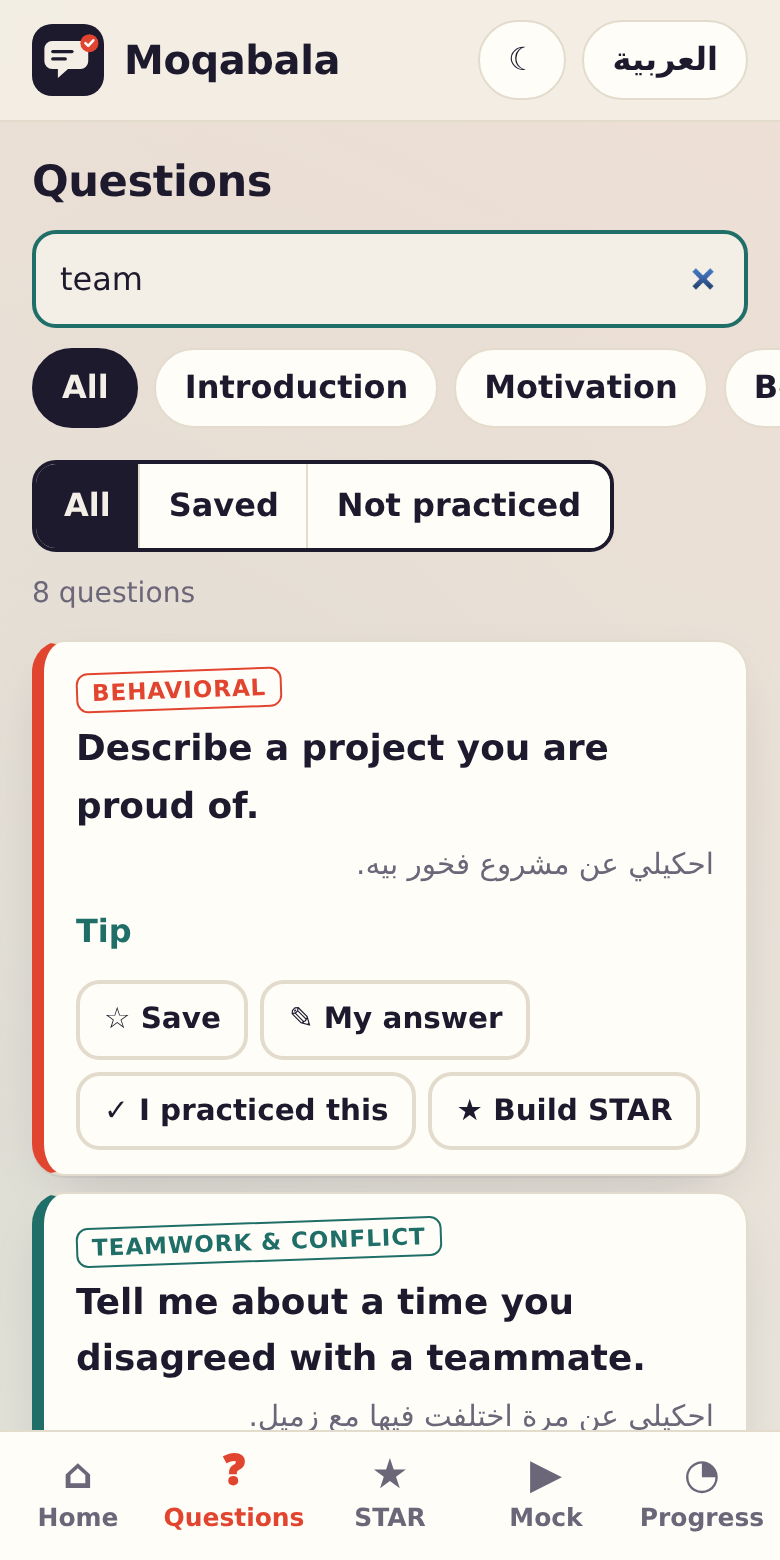 Moqabala
☾
العربية
Questions
team
All
Introduction
Motivation
All
Saved
Not practiced
8 questions
BEHAVIORAL
Describe a project you are
proud of.
احكيلي عن مشروع فخور بيه.
Tip
☆ Save
✎ My answer
✓ I practiced this
★ Build STAR
TEAMWORK & CONFLICT
Tell me about a time you
disagreed with a teammate.
احكيلي عن مرة اختلفت فيها مع زميل.
Home
Questions
STAR
Mock
Progress